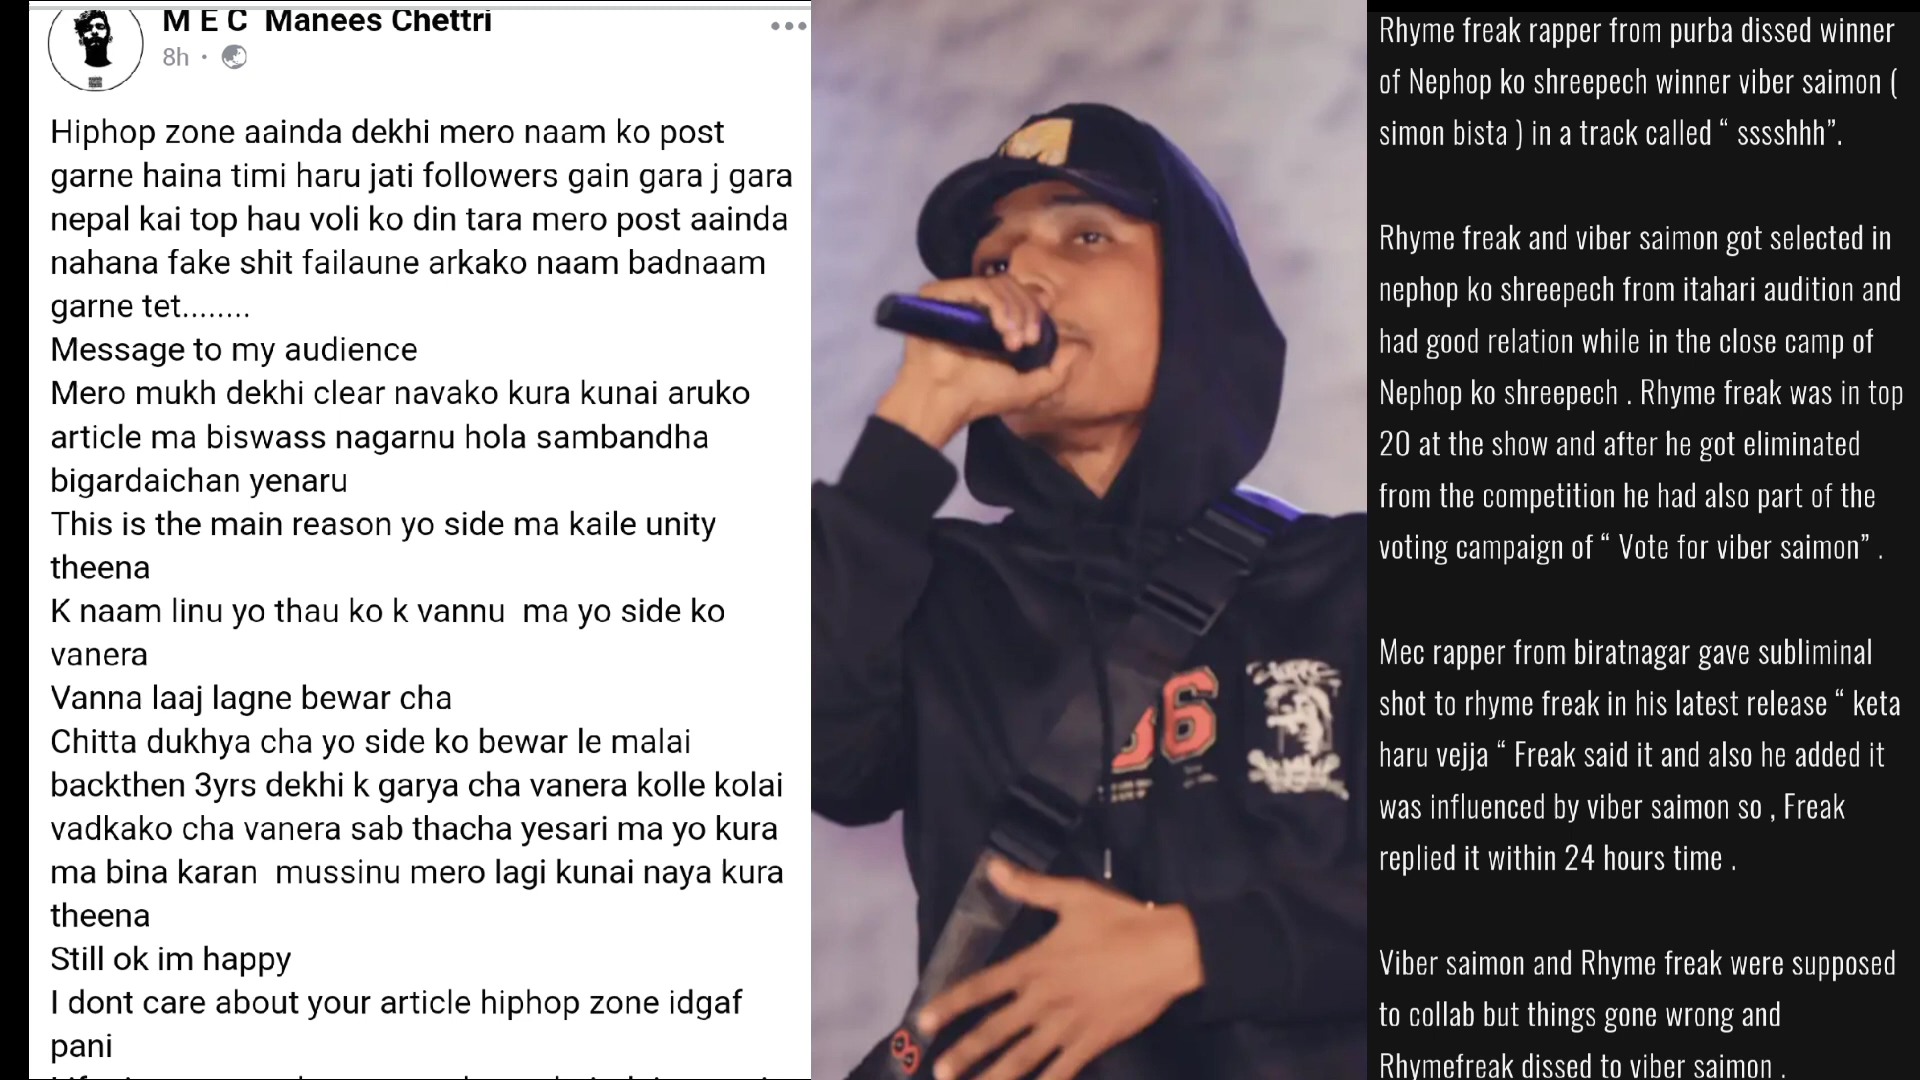 M E C Manees Chettri
8h ·
Hiphop zone aainda dekhi mero naam ko post
garne haina timi haru jati followers gain gara j gara
nepal kai top hau voli ko din tara mero post aainda
nahana fake shit failaune arkako naam badnaam
garne tet........
Message to my audience
Mero mukh dekhi clear navako kura kunai aruko
article ma biswass nagarnu hola sambandha
bigardaichan yenaru
This is the main reason yo side ma kaile unity
theena
K naam linu yo thau ko k vannu ma yo side ko
vanera
Vanna laaj lagne bewar cha
Chitta dukhya cha yo side ko bewar le malai
backthen 3yrs dekhi k garya cha vanera kolle kolai
vadkako cha vanera sab thacha yesari ma yo kura
ma bina karan mussinu mero lagi kunai naya kura
theena
Still ok im happy
I dont care about your article hiphop zone idgaf
pani
66
8
Rhyme freak rapper from purba dissed winner
of Nephop ko shreepech winner viber saimon (
simon bista ) in a track called “ sssshhh”.
Rhyme freak and viber saimon got selected in
nephop ko shreepech from itahari audition and
had good relation while in the close camp of
Nephop ko shreepech . Rhyme freak was in top
20 at the show and after he got eliminated
from the competition he had also part of the
voting campaign of “ Vote for viber saimon” .
Mec rapper from biratnagar gave subliminal
shot to rhyme freak in his latest release “ keta
haru vejja “ Freak said it and also he added it
was influenced by viber saimon so , Freak
replied it within 24 hours time .
Viber saimon and Rhyme freak were supposed
to collab but things gone wrong and
Rhymefreak dissed to viber saimon .